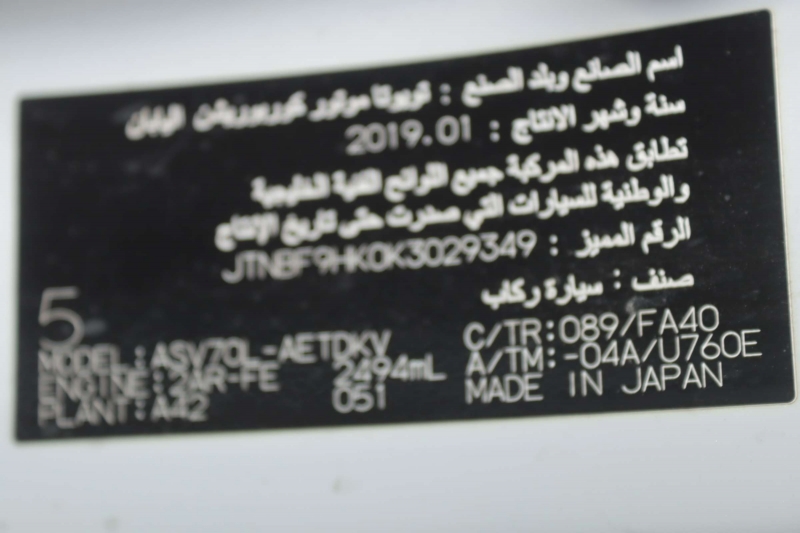 اسم الصانع وبلد الصنع : تويوتا موتور كوربوريشن اليابان
سنة وشهر الانتاج : 2019.01
تطابق هذه المركبة جميع اللوائح الفنية الخليجية
والوطنية للسيارات التي صدرت حتى تاريخ الإنتاج
الرقم المميز : JTNBF9HK0K3029349
صنف : سيارة ركاب
5
MODEL:ASV70L-AETDKV C/TR:089/FA40
ENGINE:2AR-FE 2494mL A/TM:-04A/U760E
PLANT:A42 051 MADE IN JAPAN